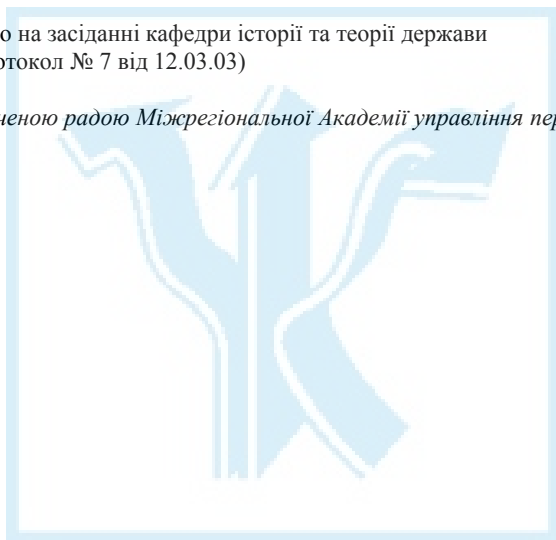 о на засіданні кафедри історії та теорії держави
отокол № 7 від 12.03.03)
ченою радою Міжрегіональної Академії управління пер